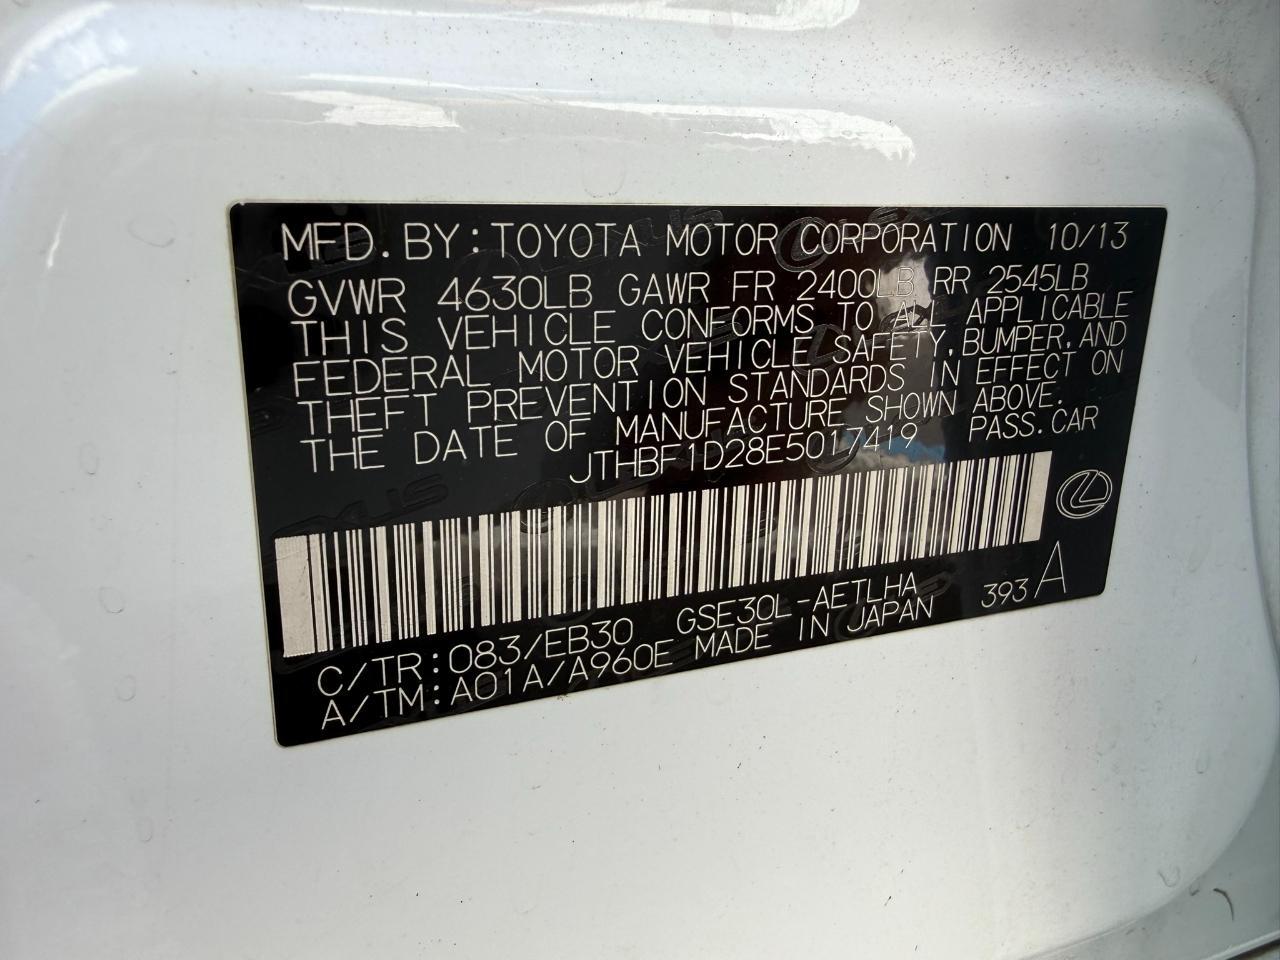 MFD. BY: TOYOTA MOTOR CORPORATION 10/13
GVWR 4630LB GAWR FR 2400LB RR 2545LB
THIS VEHICLE CONFORMS TO ALL APPLICABLE
FEDERAL MOTOR VEHICLE SAFETY, BUMPER, AND
THEFT PREVENTION STANDARDS IN EFFECT ON
THE DATE OF MANUFACTURE SHOWN ABOVE.
JTHBF1D28E5017419 PASS. CAR
C/TR: 083/EB30 GSE30L-AETLHA 393 A
A/TM: A01A/A960E MADE IN JAPAN